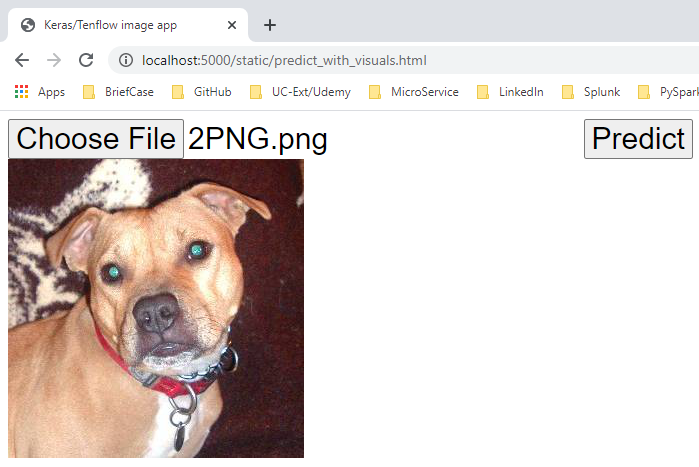 Keras/Tenflow image app
localhost:5000/static/predict_with_visuals.html
Apps BriefCase GitHub UC-Ext/Udemy MicroService LinkedIn Splunk PySpark
Choose File 2PNG.png Predict